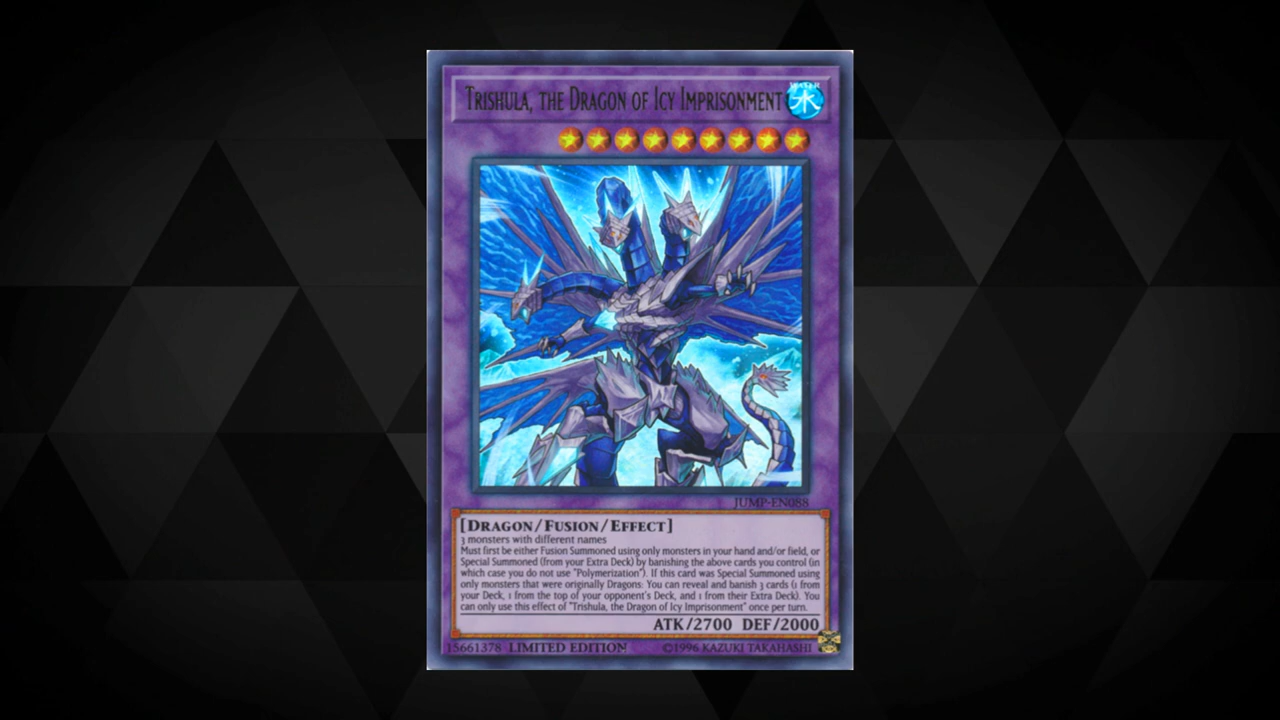 Trishula, the Dragon of Icy Imprisonment
WATER
水
JUMP-EN088
[Dragon/Fusion/Effect]
3 monsters with different names
Must first be either Fusion Summoned using only monsters in your hand and/or field, or
Special Summoned (from your Extra Deck) by banishing the above cards you control (in
which case you do not use "Polymerization"). If this card was Special Summoned using
only monsters that were originally Dragons: You can reveal and banish 3 cards (1 from
your Deck, 1 from the top of your opponent's Deck, and 1 from their Extra Deck). You
can only use this effect of "Trishula, the Dragon of Icy Imprisonment" once per turn.
ATK/2700 DEF/2000
15661378 LIMITED EDITION ©1996 KAZUKI TAKAHASHI